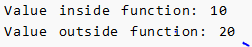 Value inside function: 10
Value outside function: 20